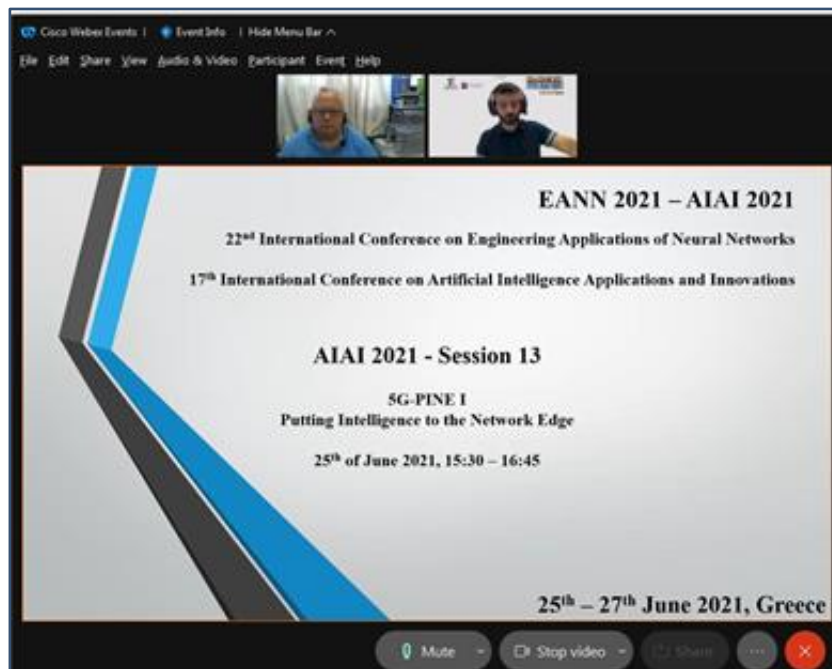 Cisco Webex Events | Event Info | Hide Menu Bar
File Edit Share View Audio & Video Participant Event Help
EANN 2021 – AIAI 2021
22nd International Conference on Engineering Applications of Neural Networks
17th International Conference on Artificial Intelligence Applications and Innovations
AIAI 2021 - Session 13
5G-PINE I
Putting Intelligence to the Network Edge
25th of June 2021, 15:30 – 16:45
25th – 27th June 2021, Greece
Mute Stop video Share